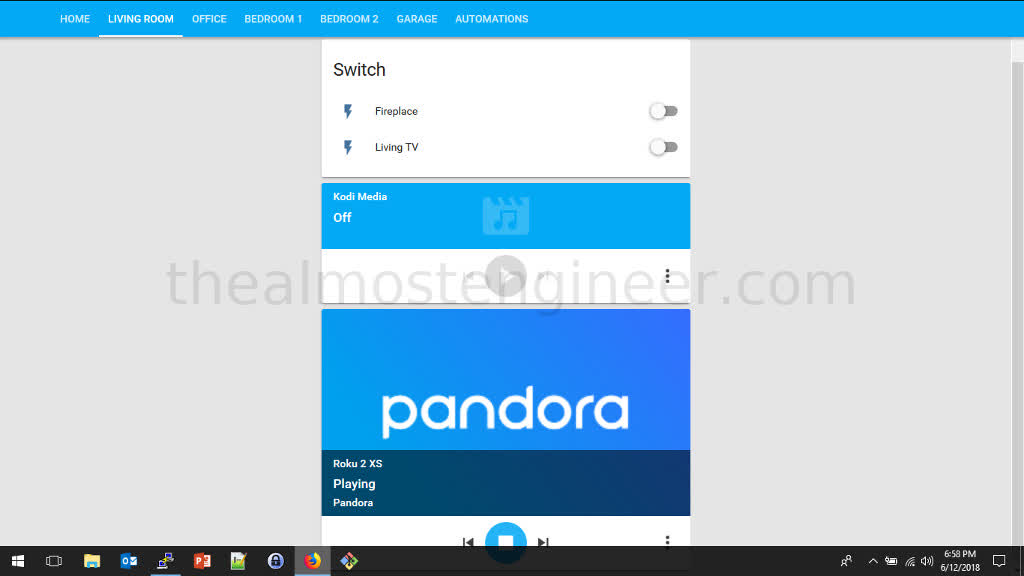 HOME LIVING ROOM OFFICE BEDROOM 1 BEDROOM 2 GARAGE AUTOMATIONS
Switch
Fireplace
Living TV
Kodi Media
Off
thealmostengineer.com
pandora
Roku 2 XS
Playing
Pandora
6:58 PM
6/12/2018